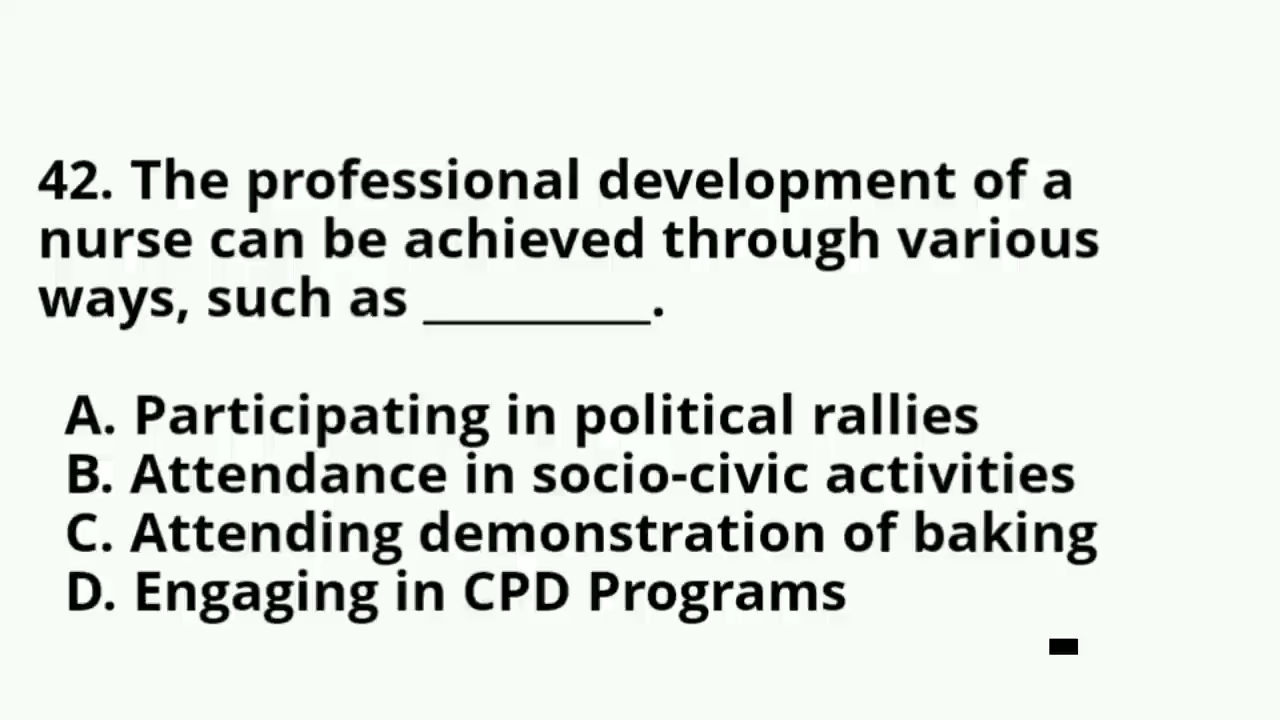 42. The professional development of a
nurse can be achieved through various
ways, such as __________.
A. Participating in political rallies
B. Attendance in socio-civic activities
C. Attending demonstration of baking
D. Engaging in CPD Programs